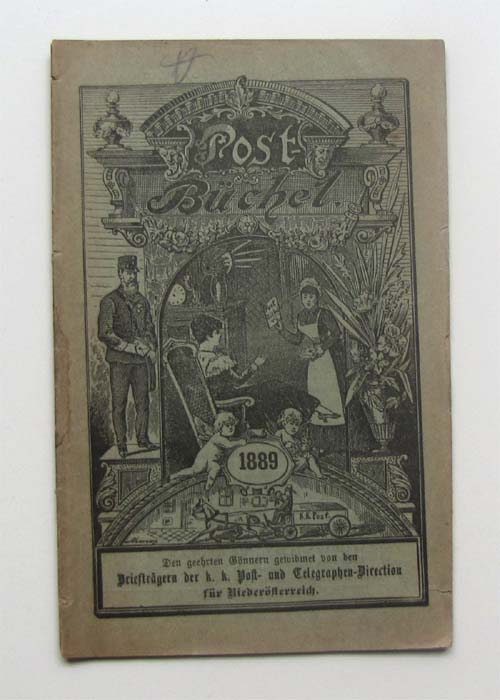 Post-
Büchel.
1889
K.K. Post
Den geehrten Gönnern gewidmet von den
Briefträgern der k. k. Post- und Telegraphen-Direction
für Niederösterreich.